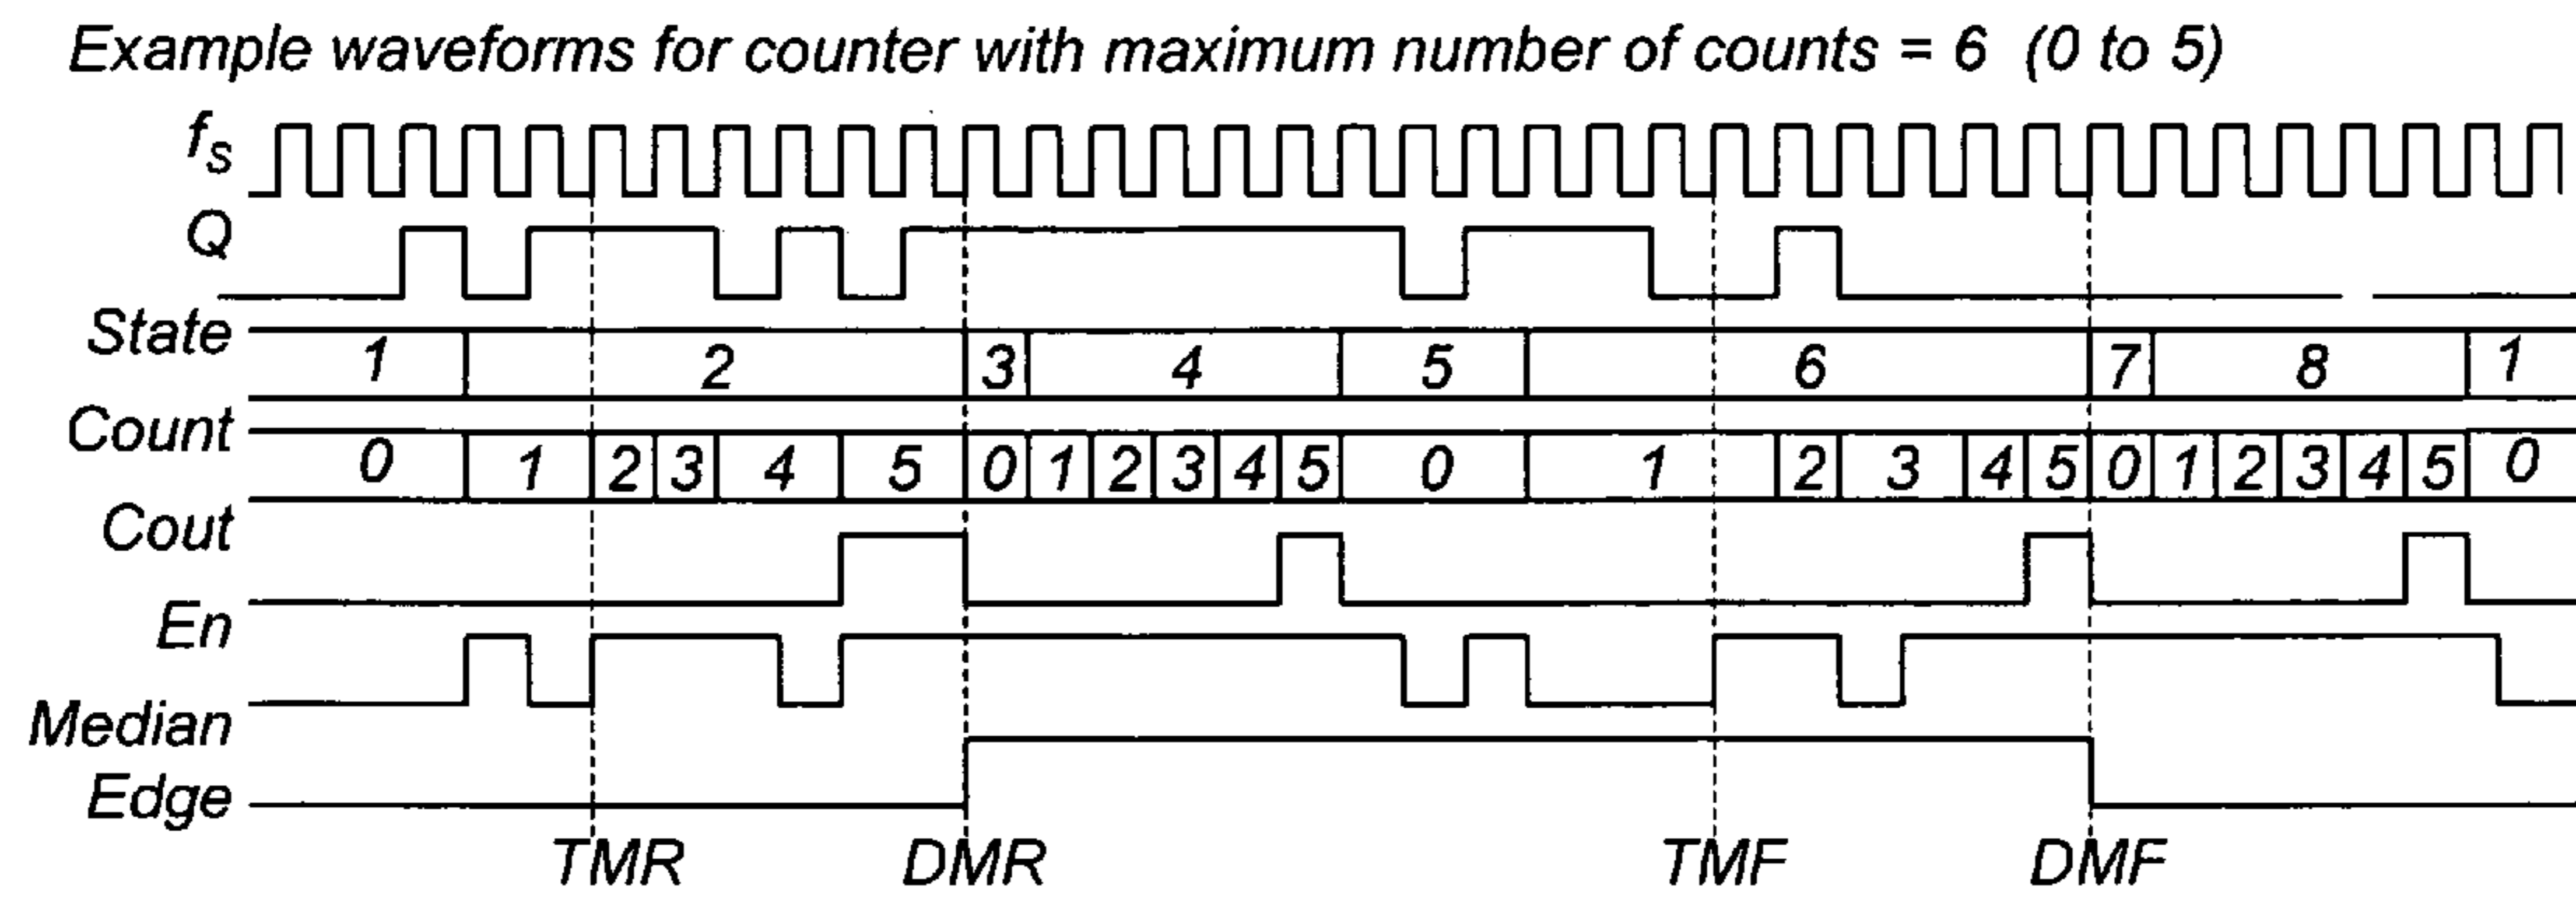 Example waveforms for counter with maximum number of counts = 6 (0 to 5)
fS
Q
State 1 2 3 4 5 6 7 8 1
Count 0 1 2 3 4 5 0 1 2 3 4 5 0 1 2 3 4 5 0 1 2 3 4 5 0
Cout
En
Median
Edge
TMR DMR TMF DMF